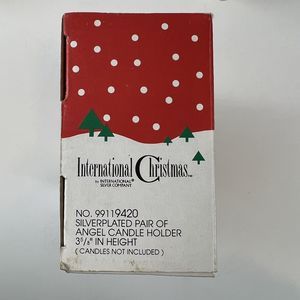 International Christmas...
by INTERNATIONAL®
SILVER COMPANY
NO. 99119420
SILVERPLATED PAIR OF
ANGEL CANDLE HOLDER
3⁵/₈" IN HEIGHT
( CANDLES NOT INCLUDED )